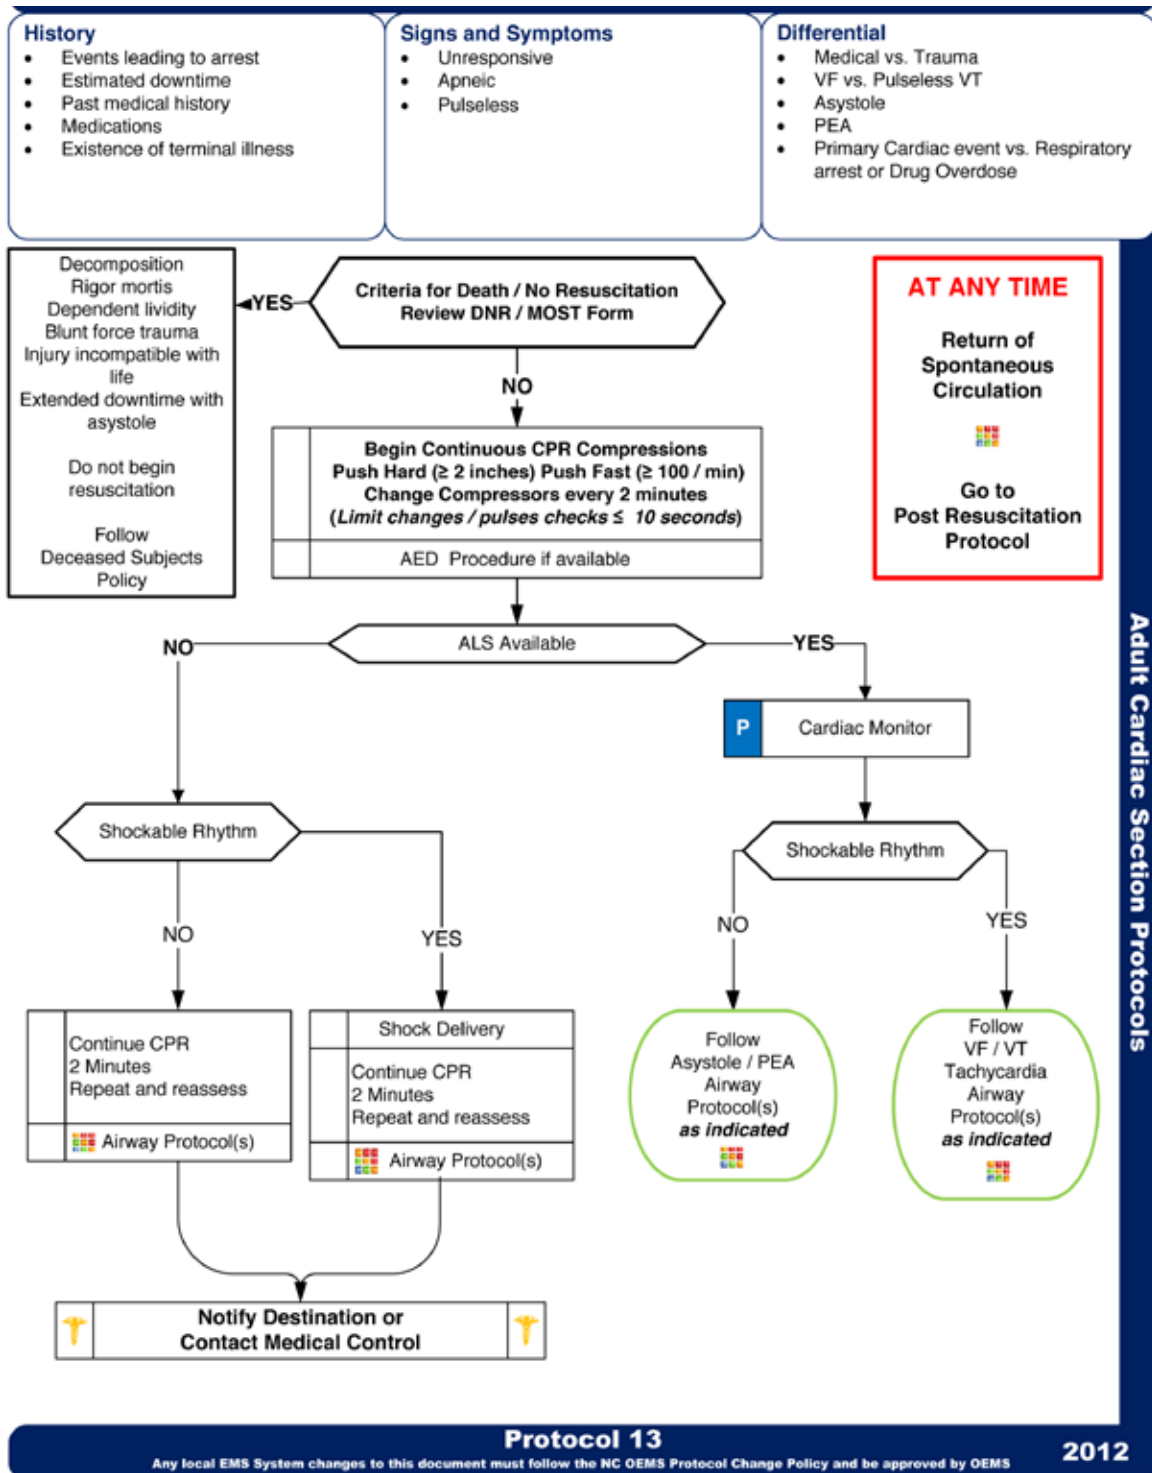 History
• Events leading to arrest
• Estimated downtime
• Past medical history
• Medications
• Existence of terminal illness
Signs and Symptoms
• Unresponsive
• Apneic
• Pulseless
Differential
• Medical vs. Trauma
• VF vs. Pulseless VT
• Asystole
• PEA
• Primary Cardiac event vs. Respiratory
arrest or Drug Overdose
Decomposition
Rigor mortis
Dependent lividity
Blunt force trauma
Injury incompatible with
life
Extended downtime with
asystole
Do not begin
resuscitation
Follow
Deceased Subjects
Policy
YES
Criteria for Death / No Resuscitation
Review DNR / MOST Form
NO
AT ANY TIME
Return of
Spontaneous
Circulation
Go to
Post Resuscitation
Protocol
Begin Continuous CPR Compressions
Push Hard (≥ 2 inches) Push Fast (≥ 100 / min)
Change Compressors every 2 minutes
(Limit changes / pulses checks ≤ 10 seconds)
AED Procedure if available
NO
ALS Available
YES
P
Cardiac Monitor
Shockable Rhythm
Shockable Rhythm
NO
YES
NO
YES
Continue CPR
2 Minutes
Repeat and reassess
Airway Protocol(s)
Shock Delivery
Continue CPR
2 Minutes
Repeat and reassess
Airway Protocol(s)
Follow
Asystole / PEA
Airway
Protocol(s)
as indicated
Follow
VF / VT
Tachycardia
Airway
Protocol(s)
as indicated
Notify Destination or
Contact Medical Control
Adult Cardiac Section Protocols
Protocol 13
Any local EMS System changes to this document must follow the NC OEMS Protocol Change Policy and be approved by OEMS
2012